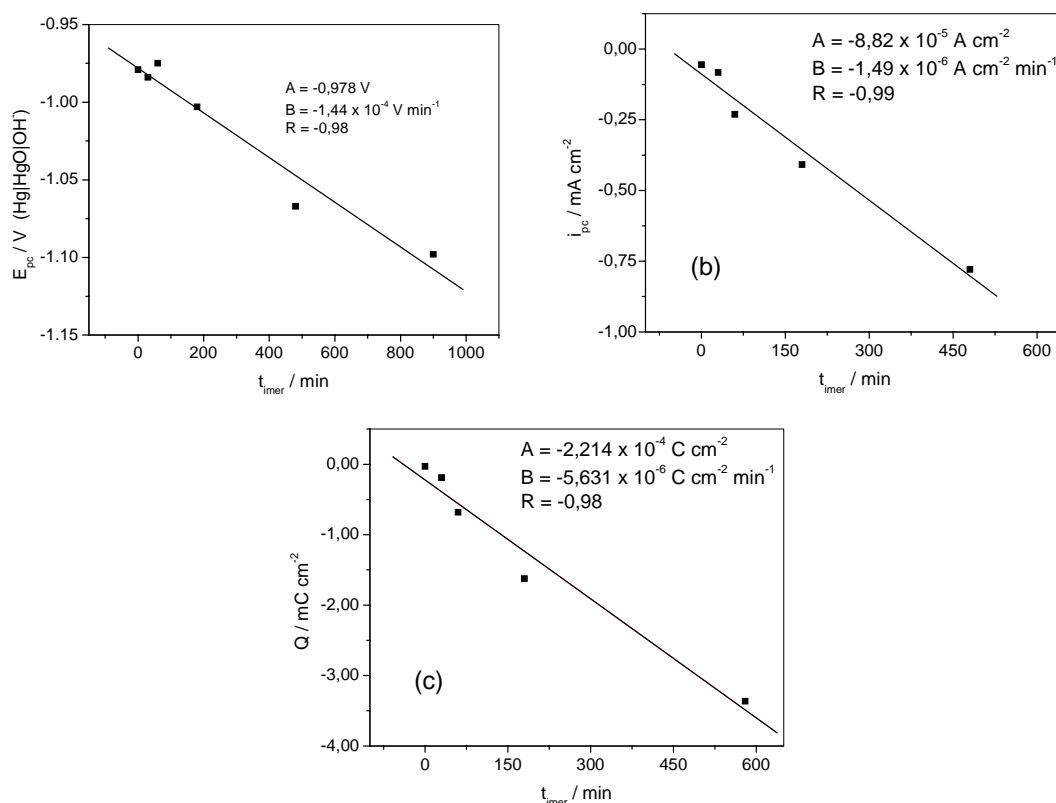 -0.95
-1.00
-1.05
-1.10
-1.15
E_pc / V (Hg|HgO|OH^-)
A = -0,978 V
B = -1,44 x 10^-4 V min^-1
R = -0,98
0 200 400 600 800 1000
t_imer / min
0,00
-0,25
-0,50
-0,75
-1,00
i_pc / mA cm^-2
A = -8,82 x 10^-5 A cm^-2
B = -1,49 x 10^-6 A cm^-2 min^-1
R = -0,99
(b)
0 150 300 450 600
t_imer / min
0,00
-1,00
-2,00
-3,00
-4,00
Q / mC cm^-2
A = -2,214 x 10^-4 C cm^-2
B = -5,631 x 10^-6 C cm^-2 min^-1
R = -0,98
(c)
0 150 300 450 600
t_imer / min